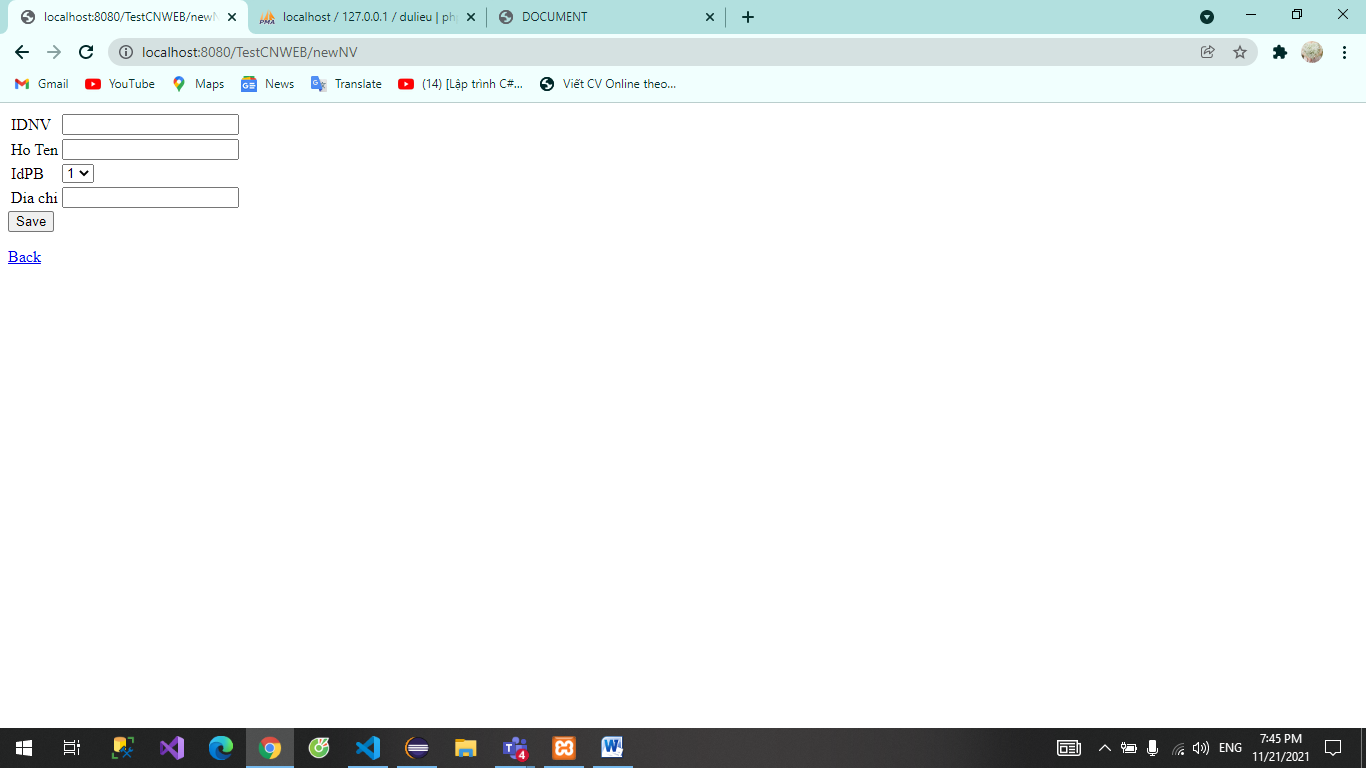 localhost:8080/TestCNWEB/newN
localhost / 127.0.0.1 / dulieu | ph
DOCUMENT
localhost:8080/TestCNWEB/newNV
Gmail YouTube Maps News Translate (14) [Lập trình C#... Viết CV Online theo...
IDNV
Ho Ten
IdPB 1
Dia chi
Save
Back
4
ENG
7:45 PM
11/21/2021